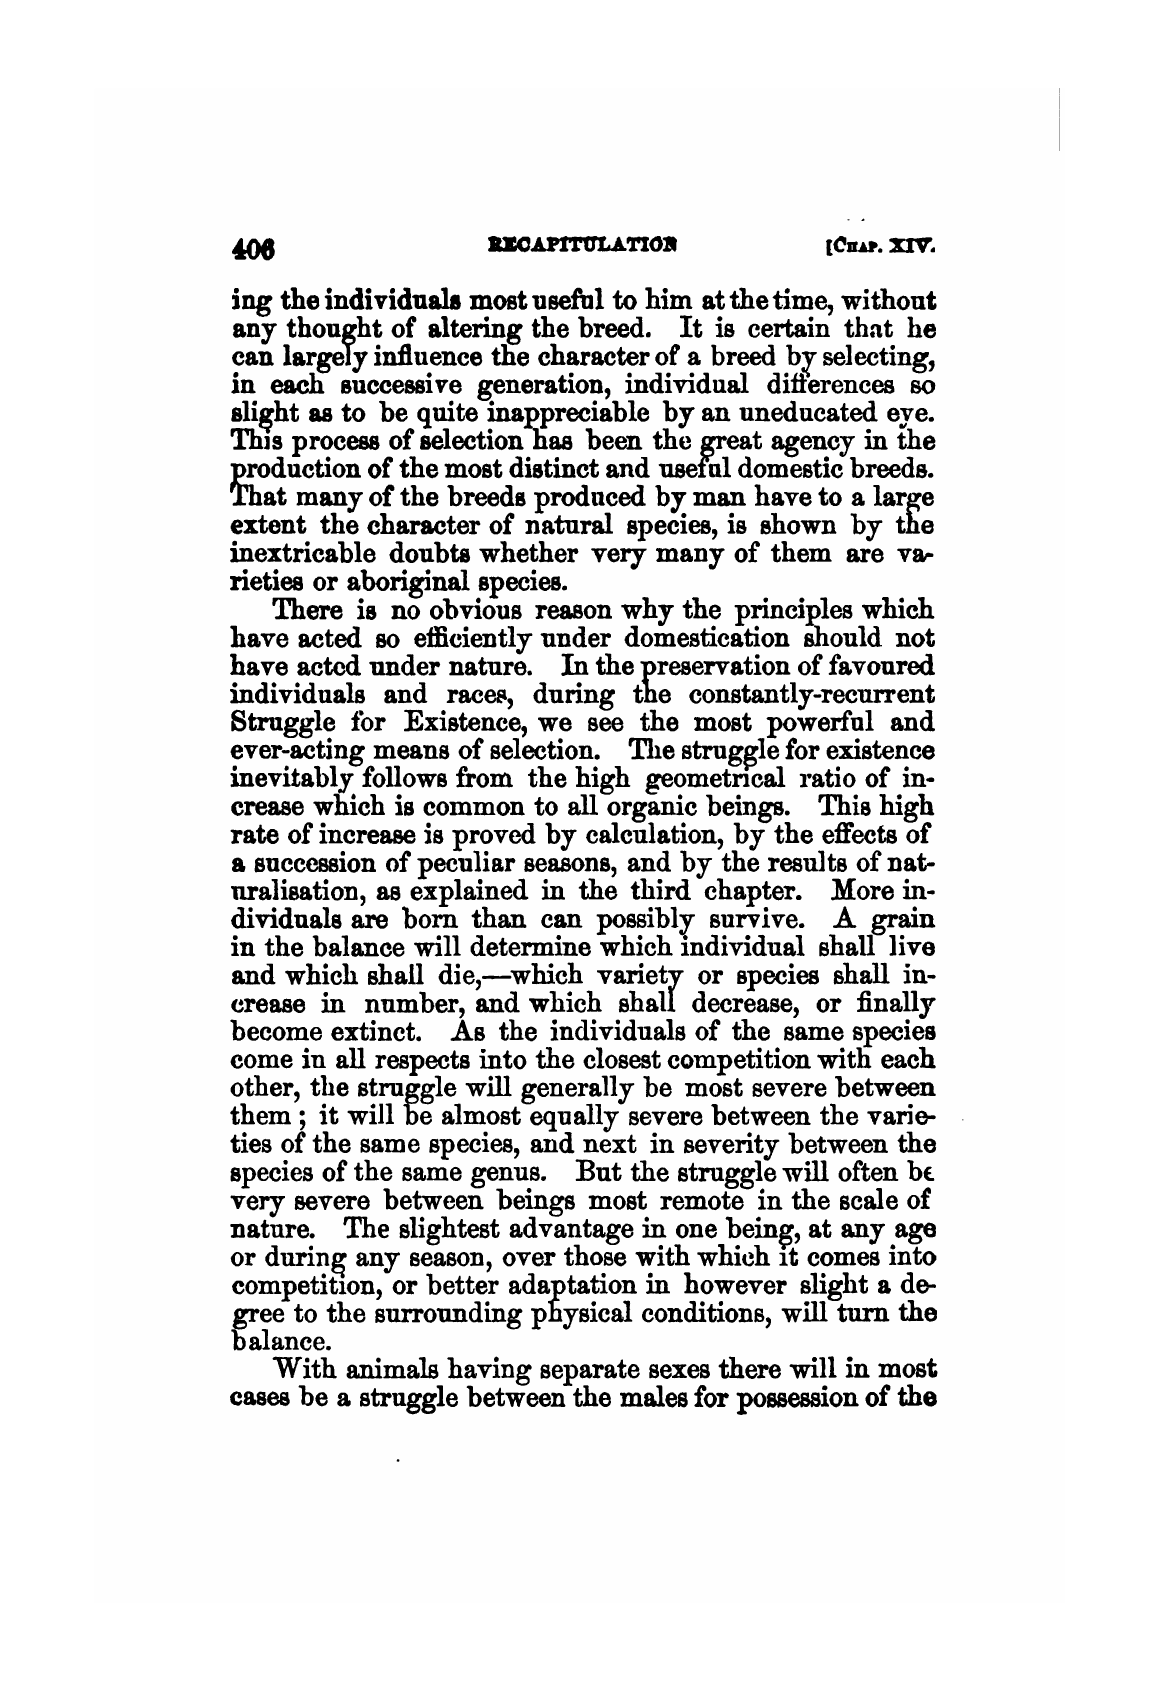 406 RECAPITULATION [CHAP. XIV.
ing the individuals most useful to him at the time, without
any thought of altering the breed. It is certain that he
can largely influence the character of a breed by selecting,
in each successive generation, individual differences so
slight as to be quite inappreciable by an uneducated eye.
This process of selection has been the great agency in the
production of the most distinct and useful domestic breeds.
That many of the breeds produced by man have to a large
extent the character of natural species, is shown by the
inextricable doubts whether very many of them are va-
rieties or aboriginal species.
There is no obvious reason why the principles which
have acted so efficiently under domestication should not
have acted under nature. In the preservation of favoured
individuals and races, during the constantly-recurrent
Struggle for Existence, we see the most powerful and
ever-acting means of selection. The struggle for existence
inevitably follows from the high geometrical ratio of in-
crease which is common to all organic beings. This high
rate of increase is proved by calculation, by the effects of
a succession of peculiar seasons, and by the results of nat-
uralisation, as explained in the third chapter. More in-
dividuals are born than can possibly survive. A grain
in the balance will determine which individual shall live
and which shall die,—which variety or species shall in-
crease in number, and which shall decrease, or finally
become extinct. As the individuals of the same species
come in all respects into the closest competition with each
other, the struggle will generally be most severe between
them ; it will be almost equally severe between the varie-
ties of the same species, and next in severity between the
species of the same genus. But the struggle will often be
very severe between beings most remote in the scale of
nature. The slightest advantage in one being, at any age
or during any season, over those with which it comes into
competition, or better adaptation in however slight a de-
gree to the surrounding physical conditions, will turn the
balance.
With animals having separate sexes there will in most
cases be a struggle between the males for possession of the